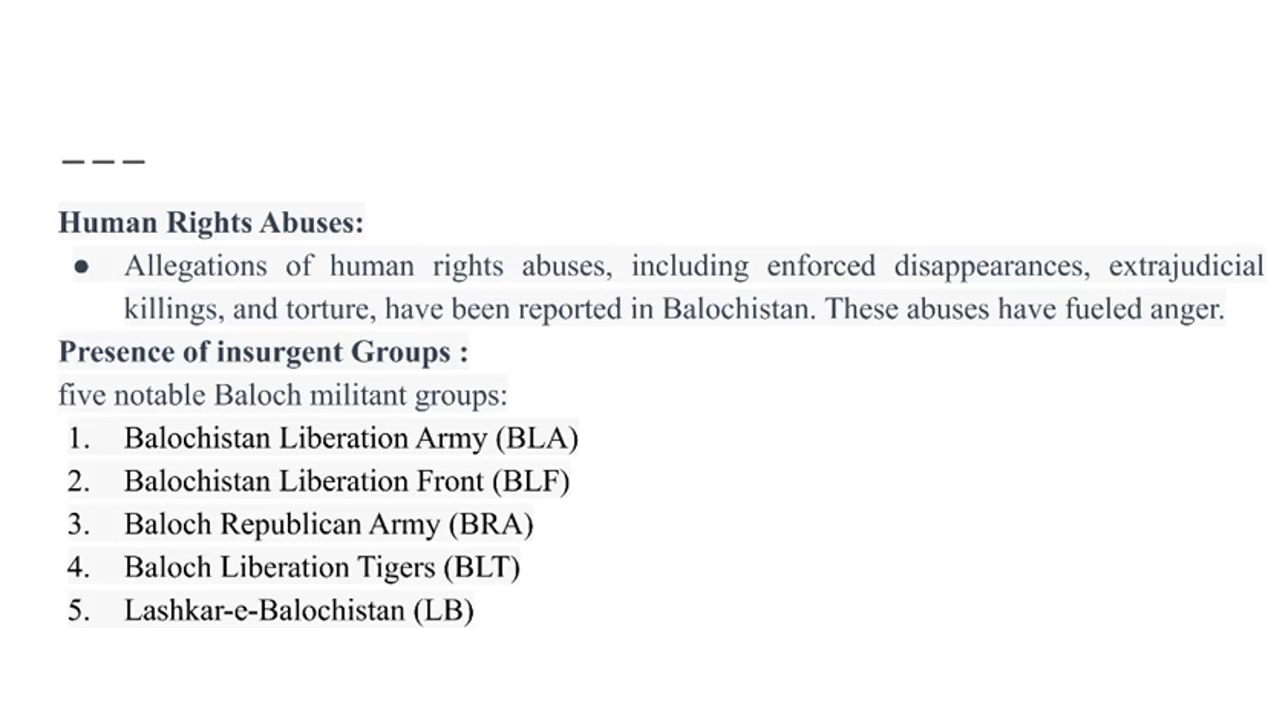 ---
Human Rights Abuses:
● Allegations of human rights abuses, including enforced disappearances, extrajudicial
killings, and torture, have been reported in Balochistan. These abuses have fueled anger.
Presence of insurgent Groups :
five notable Baloch militant groups:
1. Balochistan Liberation Army (BLA)
2. Balochistan Liberation Front (BLF)
3. Baloch Republican Army (BRA)
4. Baloch Liberation Tigers (BLT)
5. Lashkar-e-Balochistan (LB)